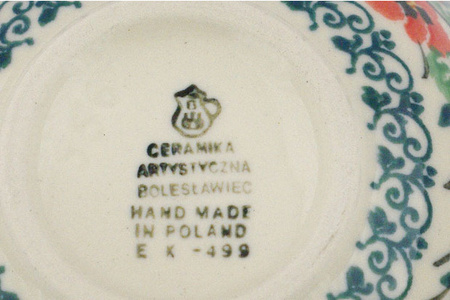 CERAMIKA
ARTYSTYCZNA
BOLESŁAWIEC
HAND MADE
IN POLAND
E K -499